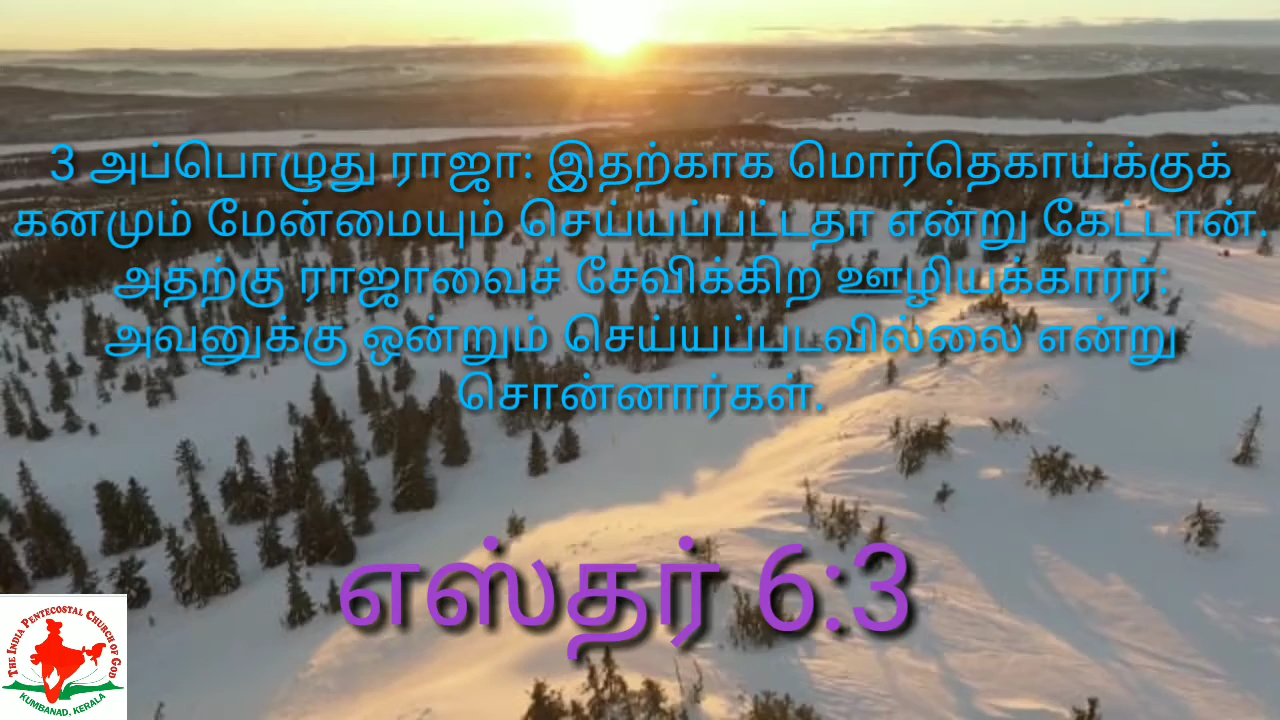 3 அப்பொழுது ராஜா: இதற்காக மொர்தெகாய்க்குக்
கனமும் மேன்மையும் செய்யப்பட்டதா என்று கேட்டான்.
அதற்கு ராஜாவைச் சேவிக்கிற ஊழியக்காரர்:
அவனுக்கு ஒன்றும் செய்யப்படவில்லை என்று
சொன்னார்கள்.
எஸ்தர் 6:3
THE INDIA PENTECOSTAL CHURCH OF GOD
KUMBANAD, KERALA